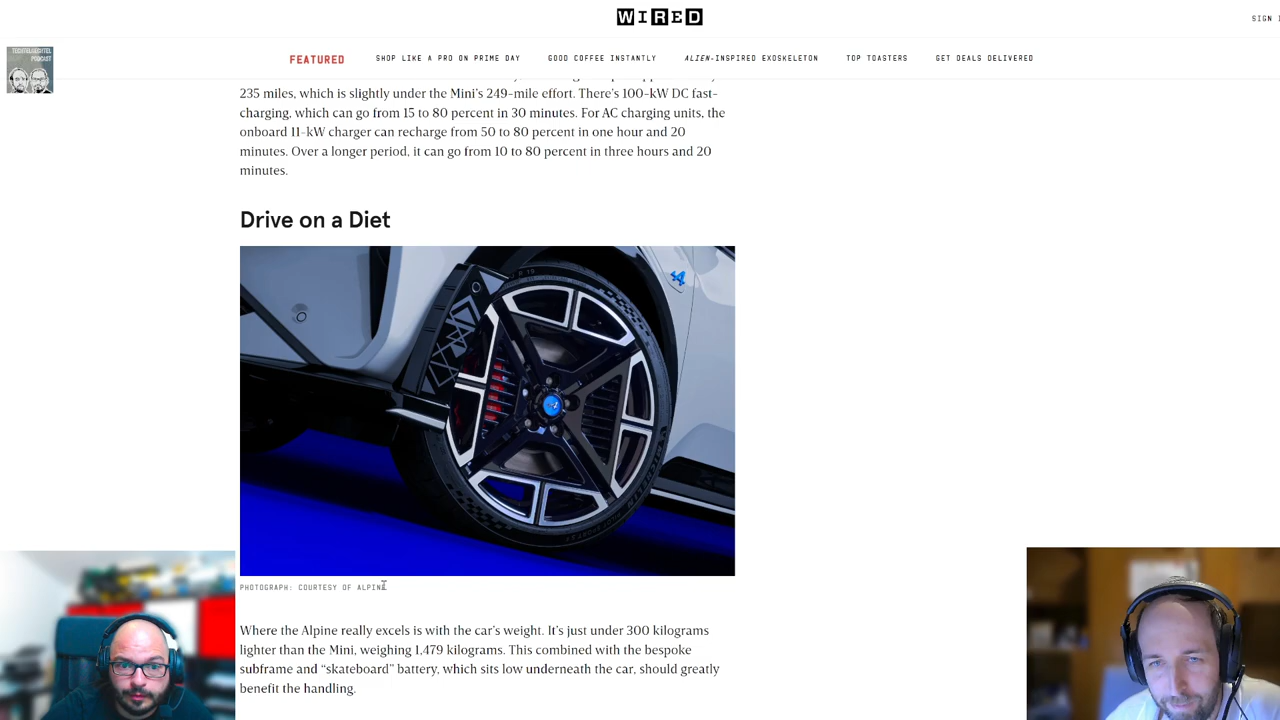 WIRED
SIGN
TECHTELMECHTEL
PODCAST
FEATURED
SHOP LIKE A PRO ON PRIME DAY
GOOD COFFEE INSTANTLY
ALIEN-INSPIRED EXOSKELETON
TOP TOASTERS
GET DEALS DELIVERED
235 miles, which is slightly under the Mini’s 249-mile effort. There’s 100-kW DC fast-
charging, which can go from 15 to 80 percent in 30 minutes. For AC charging units, the
onboard 11-kW charger can recharge from 50 to 80 percent in one hour and 20
minutes. Over a longer period, it can go from 10 to 80 percent in three hours and 20
minutes.
Drive on a Diet
PHOTOGRAPH: COURTESY OF ALPINE
Where the Alpine really excels is with the car’s weight. It’s just under 300 kilograms
lighter than the Mini, weighing 1,479 kilograms. This combined with the bespoke
subframe and “skateboard” battery, which sits low underneath the car, should greatly
benefit the handling.